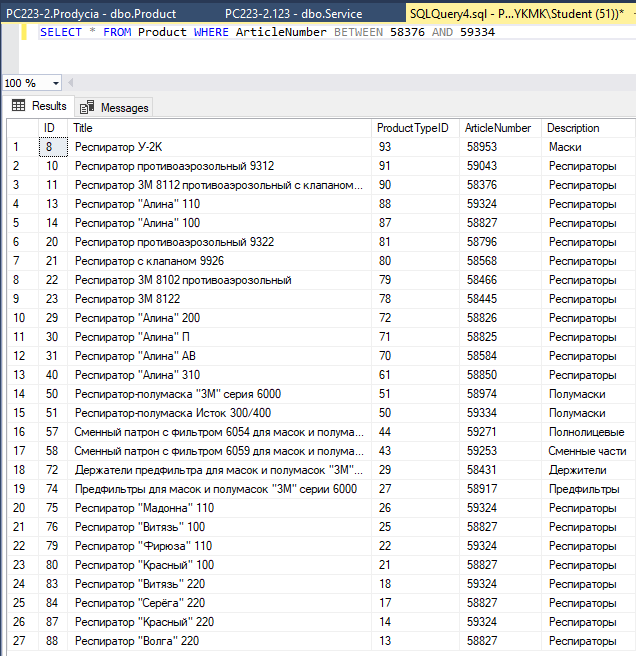 PC223-2.Prodycia - dbo.Product PC223-2.123 - dbo.Service SQLQuery4.sql - P...YKMK\Student (51))*
SELECT * FROM Product WHERE ArticleNumber BETWEEN 58376 AND 59334
100 %
Results Messages
ID Title ProductTypeID ArticleNumber Description
1 8 Респиратор У-2К 93 58953 Маски
2 10 Респиратор противоаэрозольный 9312 91 59043 Респираторы
3 11 Респиратор 3М 8112 противоаэрозольный с клапаном... 90 58376 Респираторы
4 13 Респиратор "Алина" 110 88 59324 Респираторы
5 14 Респиратор "Алина" 100 87 58827 Респираторы
6 20 Респиратор противоаэрозольный 9322 81 58796 Респираторы
7 21 Респиратор с клапаном 9926 80 58568 Респираторы
8 22 Респиратор 3М 8102 противоаэрозольный 79 58466 Респираторы
9 23 Респиратор 3М 8122 78 58445 Респираторы
10 29 Респиратор "Алина" 200 72 58826 Респираторы
11 30 Респиратор "Алина" П 71 58825 Респираторы
12 31 Респиратор "Алина" АВ 70 58584 Респираторы
13 40 Респиратор "Алина" 310 61 58850 Респираторы
14 50 Респиратор-полумаска "3М" серия 6000 51 58974 Полумаски
15 51 Респиратор-полумаска Исток 300/400 50 59334 Полумаски
16 57 Сменный патрон с фильтром 6054 для масок и полума... 44 59271 Полнолицевые
17 58 Сменный патрон с фильтром 6059 для масок и полума... 43 59253 Сменные части
18 72 Держатели предфильтра для масок и полумасок "3М"... 29 58431 Держители
19 74 Предфильтры для масок и полумасок "3М" серии 6000 27 58917 Предфильтры
20 75 Респиратор "Мадонна" 110 26 59324 Респираторы
21 76 Респиратор "Витязь" 100 25 58827 Респираторы
22 79 Респиратор "Фирюза" 110 22 59324 Респираторы
23 80 Респиратор "Красный" 100 21 58827 Респираторы
24 83 Респиратор "Витязь" 220 18 59324 Респираторы
25 84 Респиратор "Серёга" 220 17 58827 Респираторы
26 87 Респиратор "Красный" 220 14 59324 Респираторы
27 88 Респиратор "Волга" 220 13 58827 Респираторы